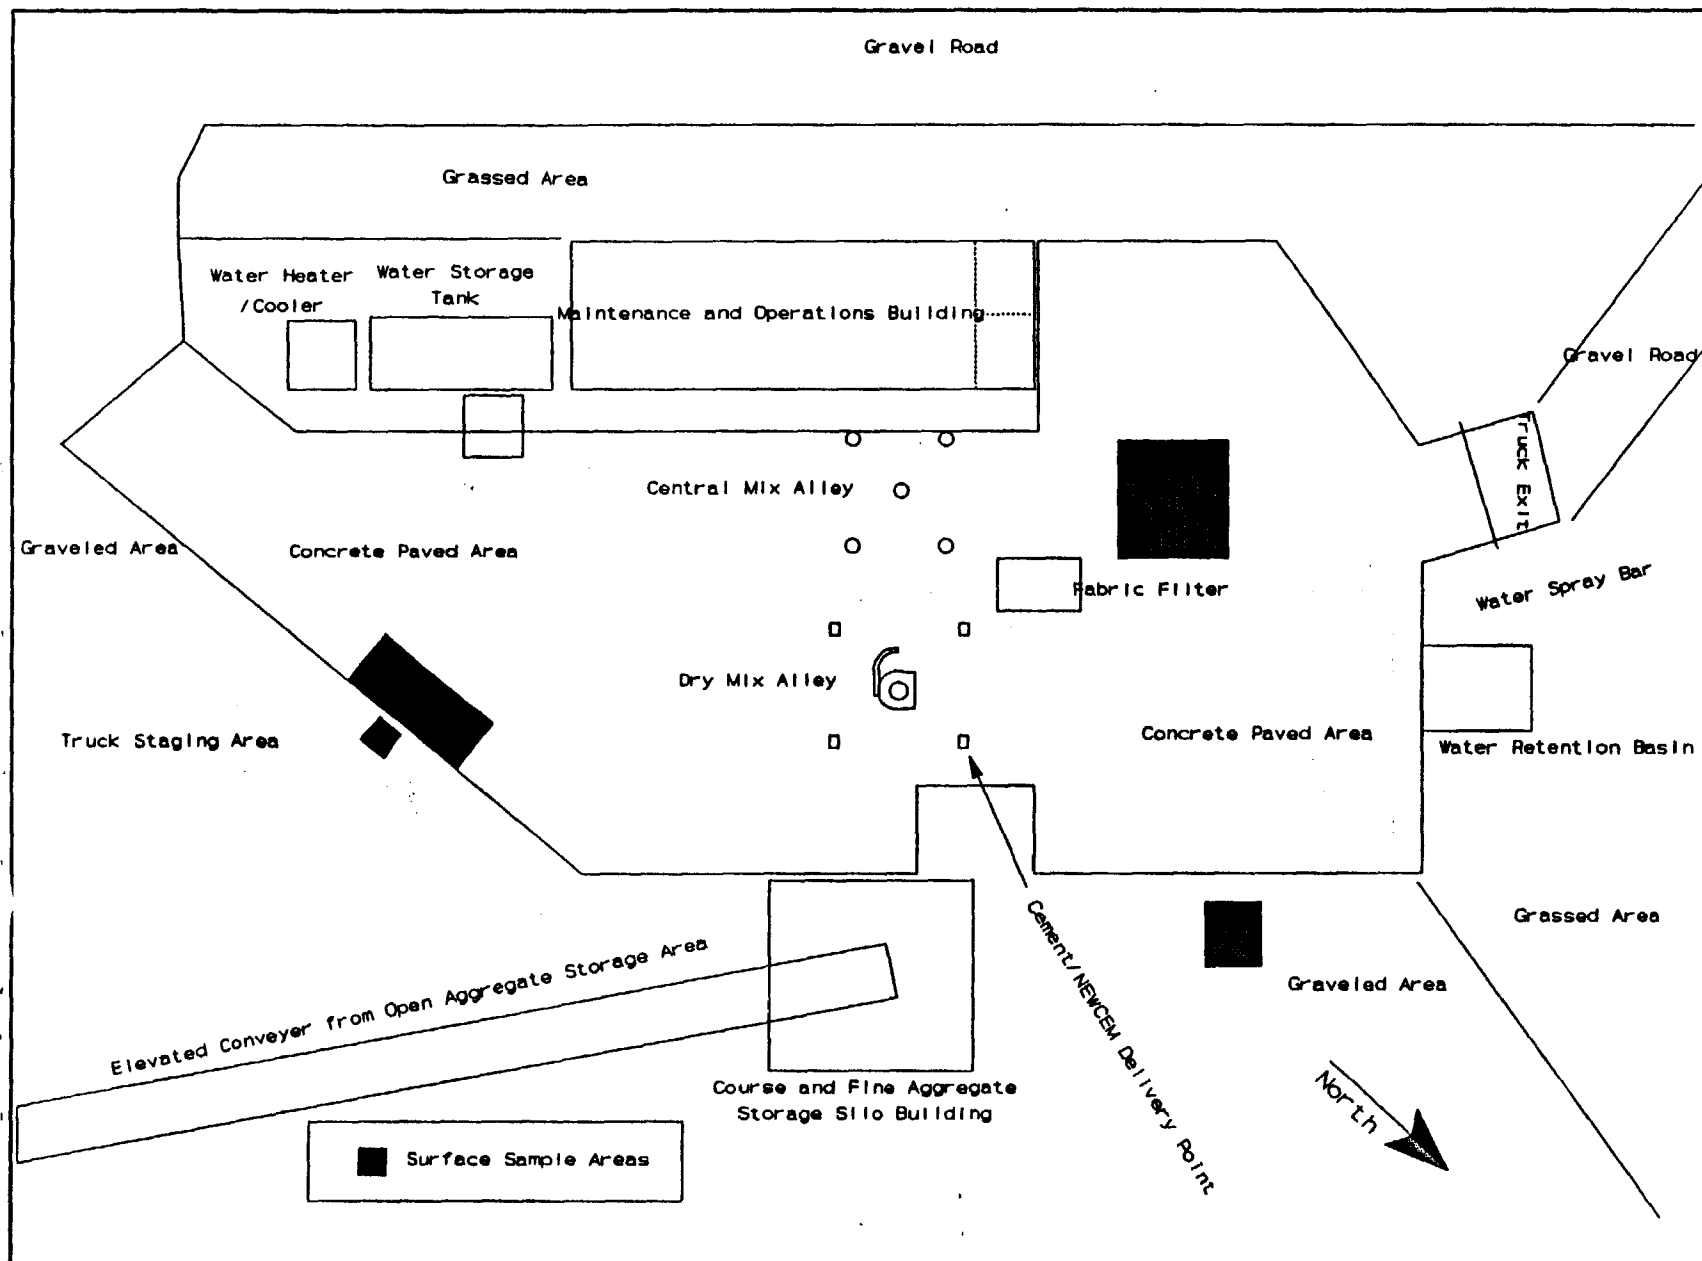 Gravel Road
Grassed Area
Water Heater
/Cooler
Water Storage
Tank
Maintenance and Operations Building
Gravel Road
Truck Exit
Central Mix Alley
Graveled Area
Concrete Paved Area
Fabric Filter
Water Spray Bar
Dry Mix Alley
Truck Staging Area
Concrete Paved Area
Water Retention Basin
Grassed Area
Elevated Conveyer from Open Aggregate Storage Area
Cement/NEWCEM Delivery Point
Graveled Area
Course and Fine Aggregate
Storage Silo Building
North
Surface Sample Areas